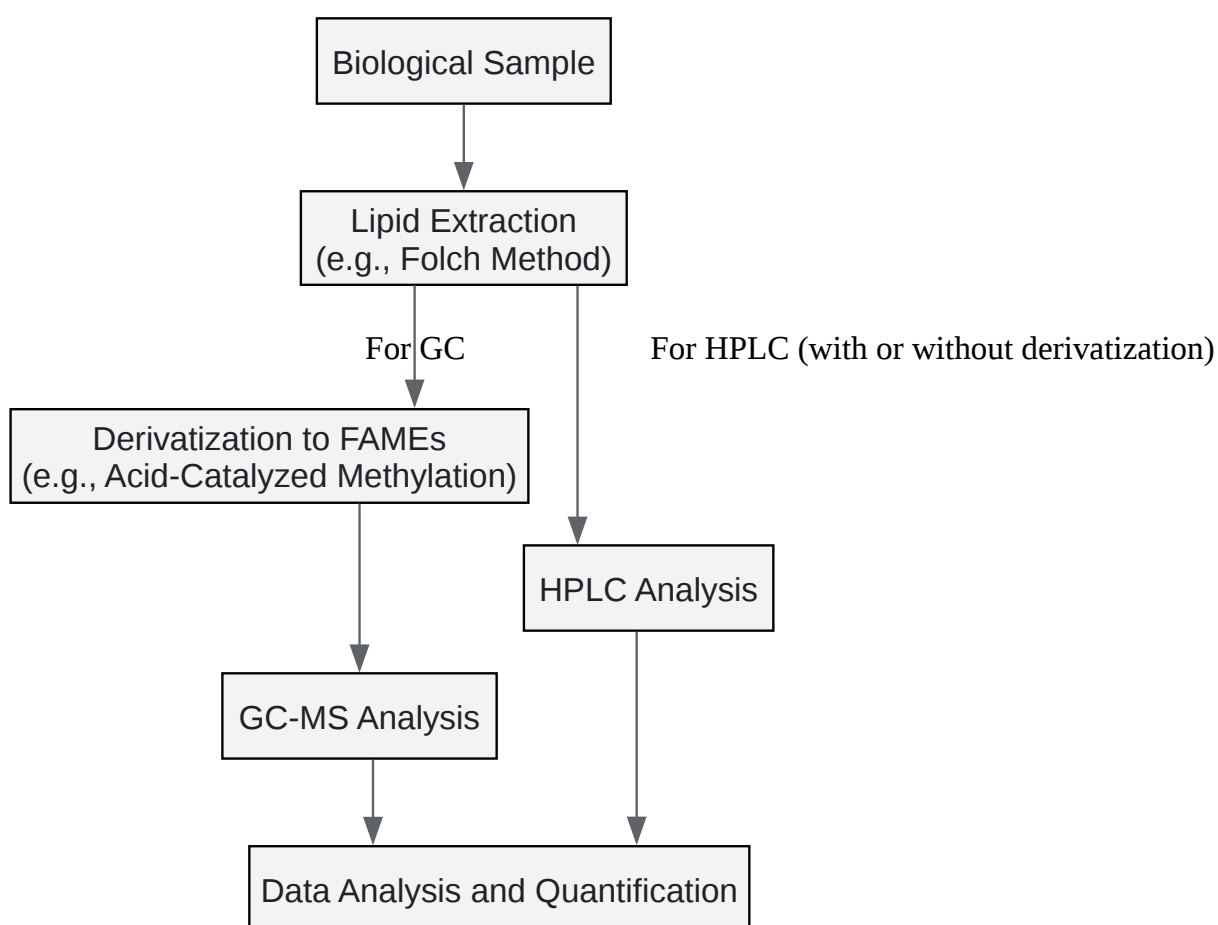 Biological Sample
Lipid Extraction
(e.g., Folch Method)
For GC
For HPLC (with or without derivatization)
Derivatization to FAMEs
(e.g., Acid-Catalyzed Methylation)
HPLC Analysis
GC-MS Analysis
Data Analysis and Quantification